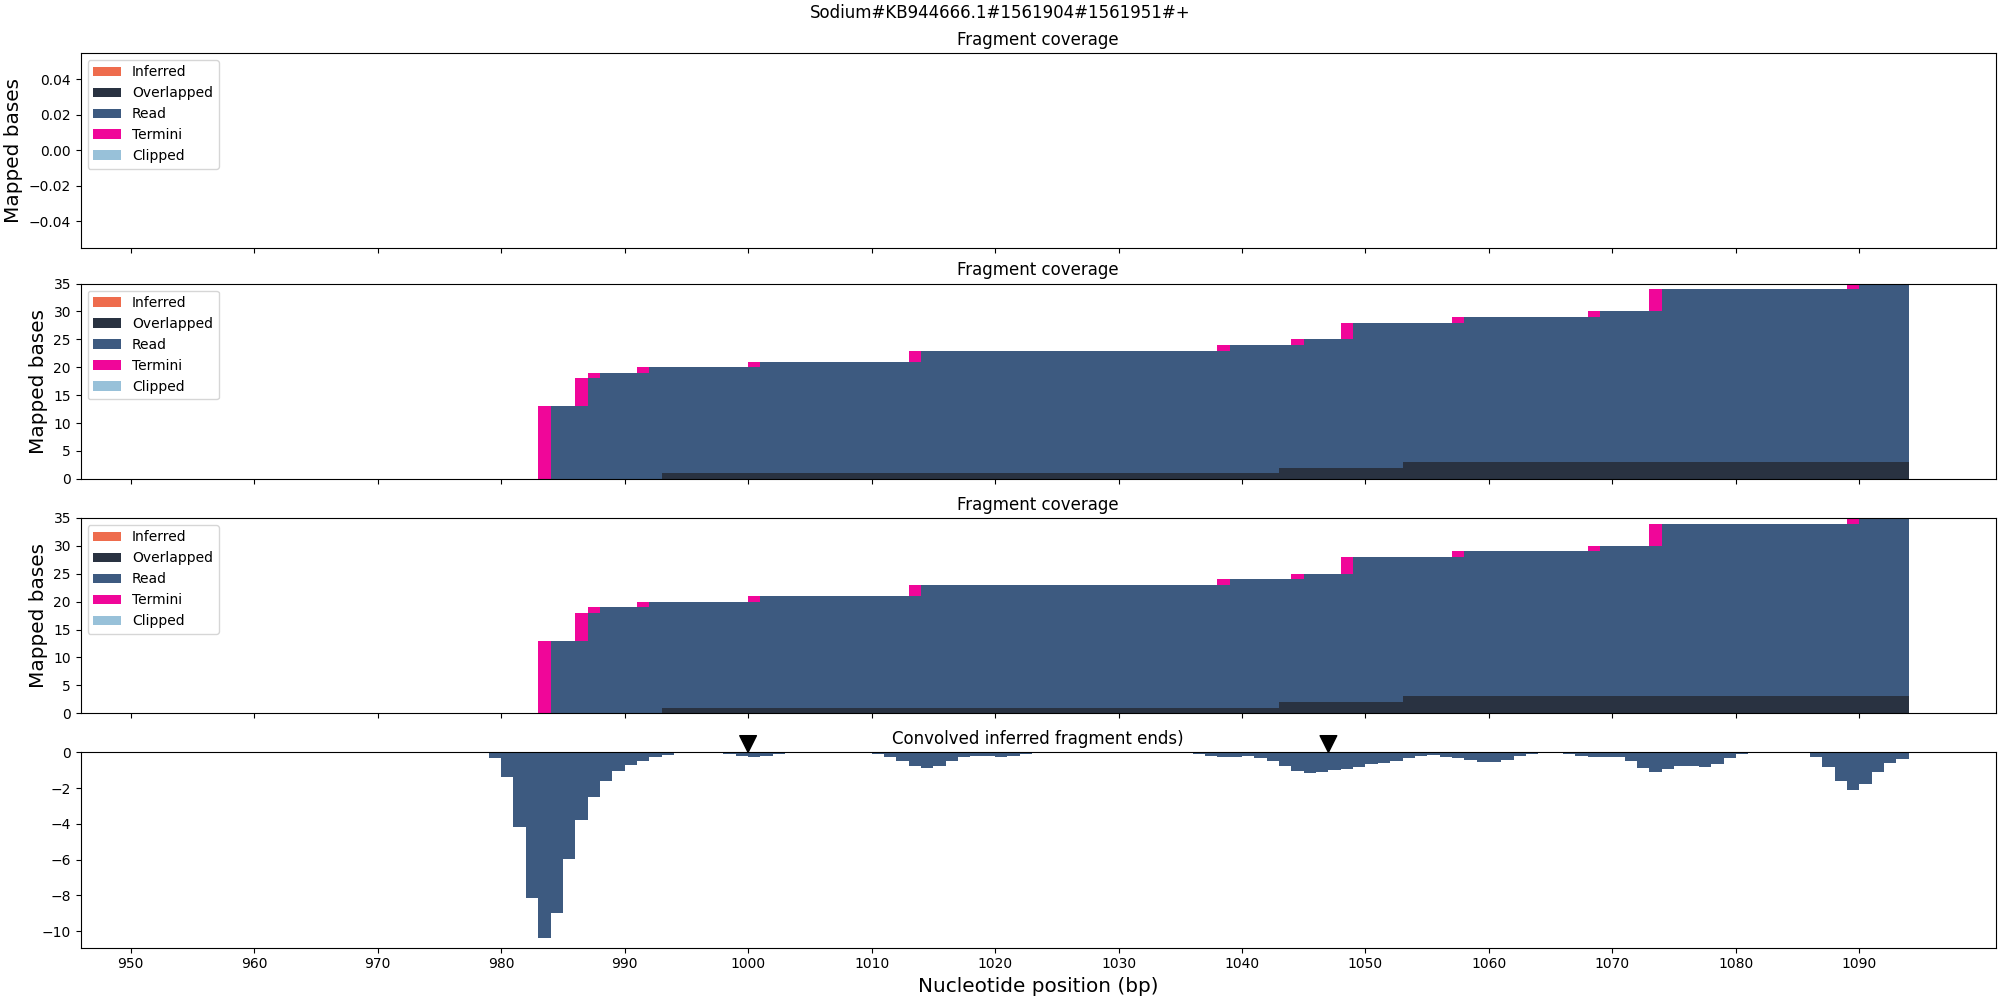 Sodium#KB944666.1#1561904#1561951#+
Fragment coverage
Mapped bases
0.04
0.02
0.00
−0.02
−0.04
Inferred
Overlapped
Read
Termini
Clipped
Fragment coverage
Mapped bases
35
30
25
20
15
10
5
0
Inferred
Overlapped
Read
Termini
Clipped
Fragment coverage
Mapped bases
35
30
25
20
15
10
5
0
Inferred
Overlapped
Read
Termini
Clipped
Convolved inferred fragment ends)
0
−2
−4
−6
−8
−10
950 960 970 980 990 1000 1010 1020 1030 1040 1050 1060 1070 1080 1090
Nucleotide position (bp)